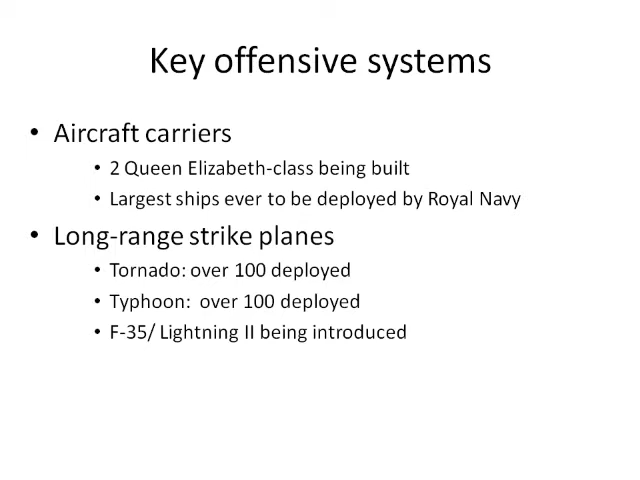 Key offensive systems
• Aircraft carriers
• 2 Queen Elizabeth-class being built
• Largest ships ever to be deployed by Royal Navy
• Long-range strike planes
• Tornado: over 100 deployed
• Typhoon:  over 100 deployed
• F-35/ Lightning II being introduced